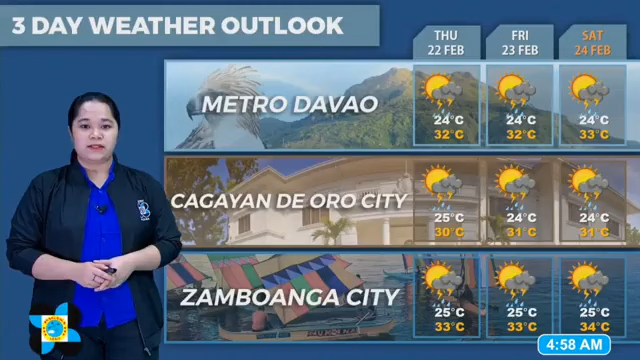 3 DAY WEATHER OUTLOOK
THU FRI SAT
22 FEB 23 FEB 24 FEB
METRO DAVAO
24°C 24°C 24°C
32°C 32°C 33°C
CAGAYAN DE ORO CITY
25°C 24°C 24°C
30°C 31°C 31°C
ZAMBOANGA CITY
25°C 25°C 25°C
33°C 33°C 34°C
4:58 AM